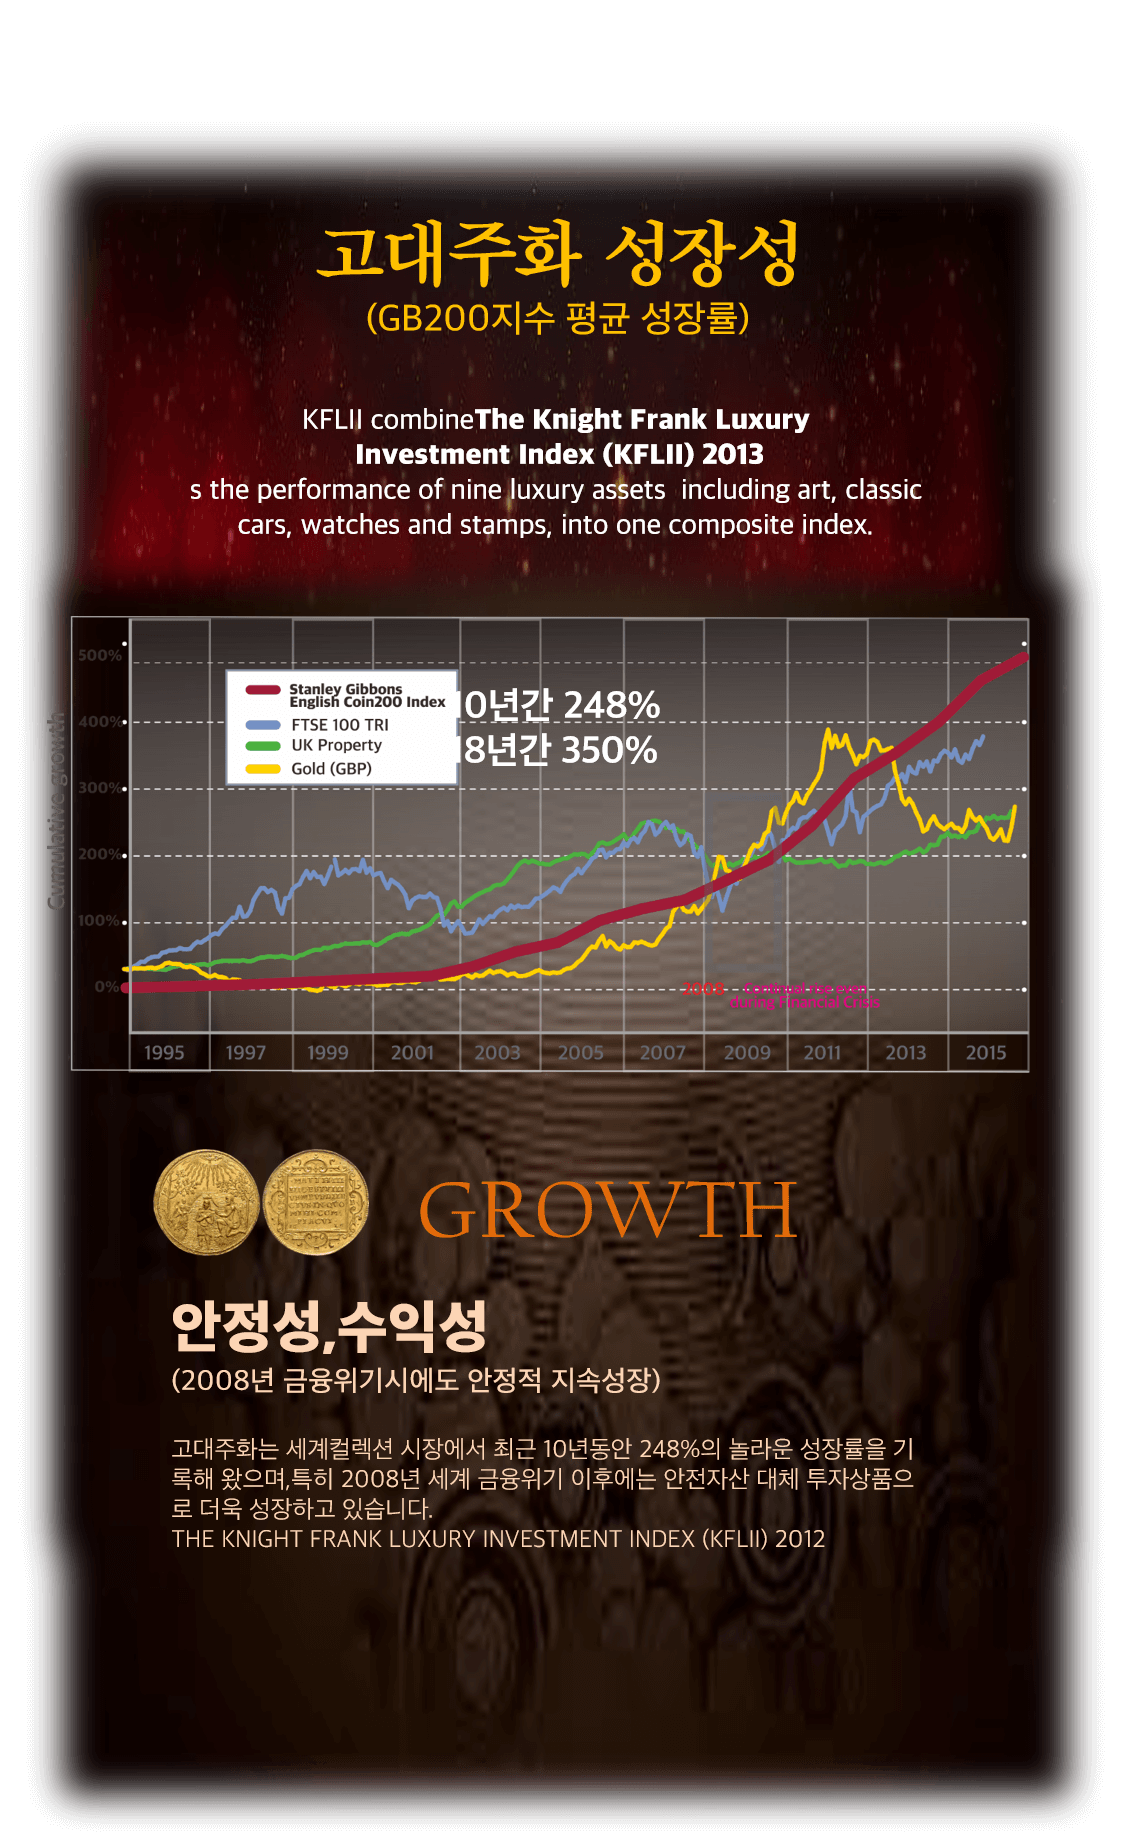 고대주화 성장성
(GB200지수 평균 성장률)
KFLII combineThe Knight Frank Luxury
Investment Index (KFLII) 2013
s the performance of nine luxury assets including art, classic
cars, watches and stamps, into one composite index.
Cumulative growth
500%
400%
300%
200%
100%
0%
Stanley Gibbons
English Coin200 Index
FTSE 100 TRI
UK Property
Gold (GBP)
10년간 248%
18년간 350%
2008 Continual rise even
during Financial Crisis
1995 1997 1999 2001 2003 2005 2007 2009 2011 2013 2015
GROWTH
안정성,수익성
(2008년 금융위기시에도 안정적 지속성장)
고대주화는 세계컬렉션 시장에서 최근 10년동안 248%의 놀라운 성장률을 기
록해 왔으며,특히 2008년 세계 금융위기 이후에는 안전자산 대체 투자상품으
로 더욱 성장하고 있습니다.
THE KNIGHT FRANK LUXURY INVESTMENT INDEX (KFLII) 2012